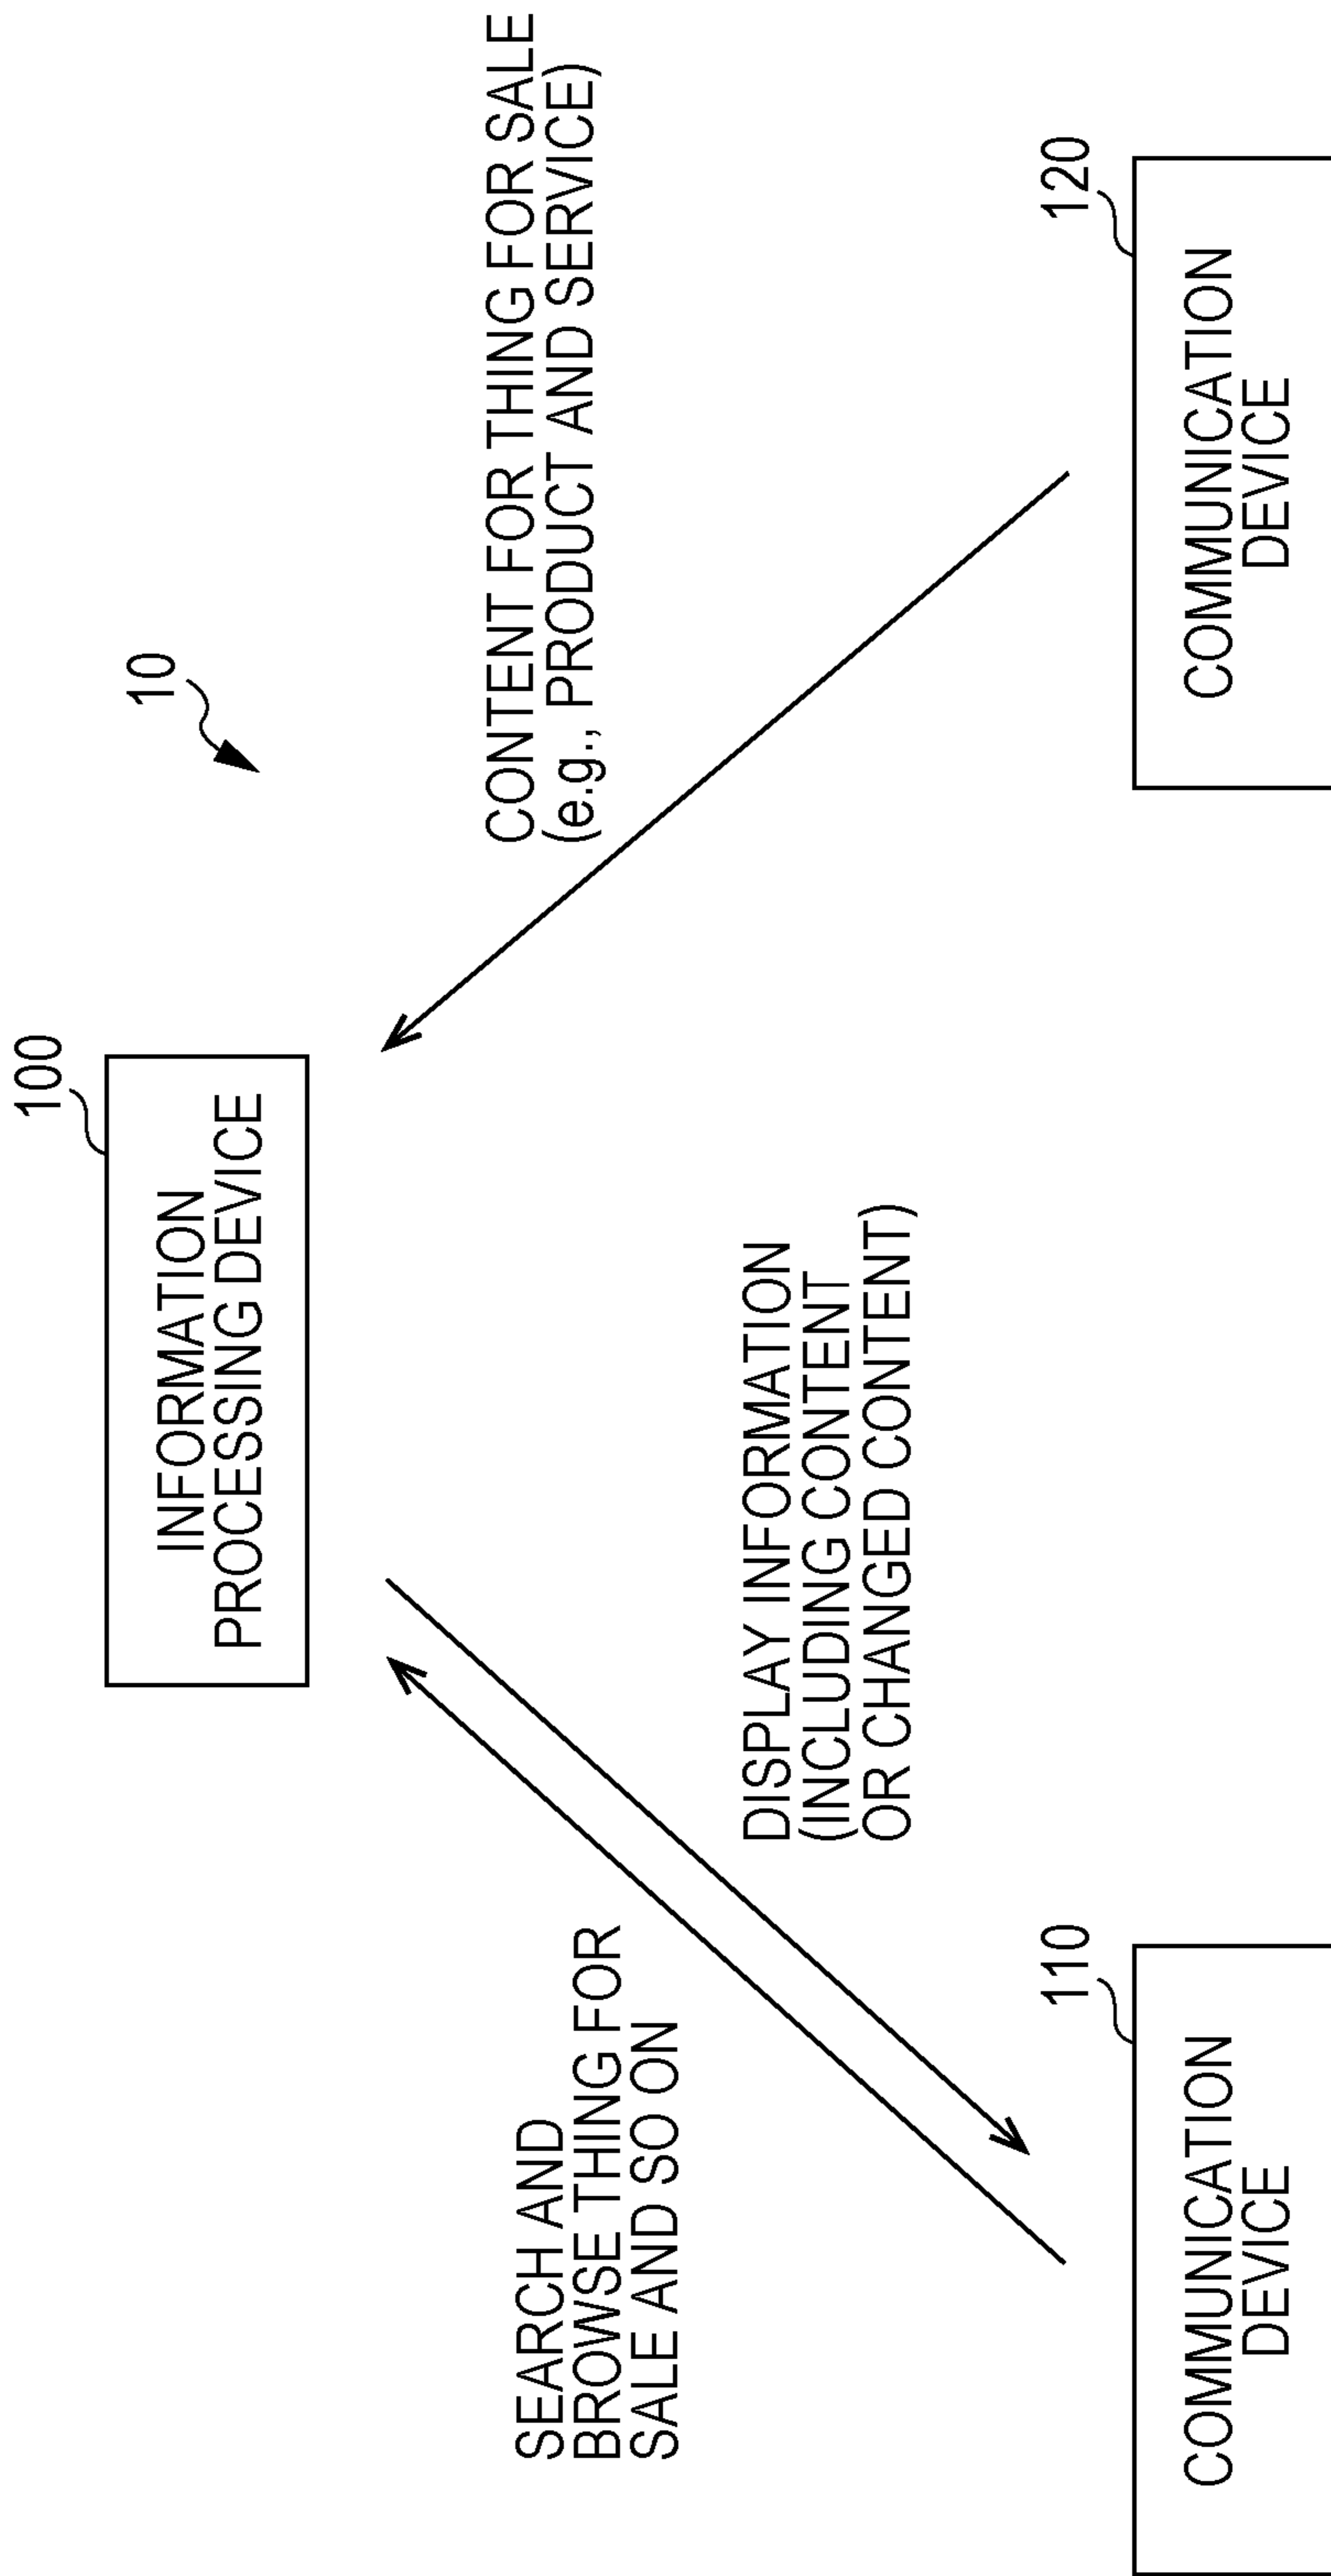 10
100
INFORMATION
PROCESSING DEVICE
CONTENT FOR THING FOR SALE
(e.g., PRODUCT AND SERVICE)
SEARCH AND
BROWSE THING FOR
SALE AND SO ON
DISPLAY INFORMATION
(INCLUDING CONTENT
OR CHANGED CONTENT)
110
COMMUNICATION
DEVICE
120
COMMUNICATION
DEVICE